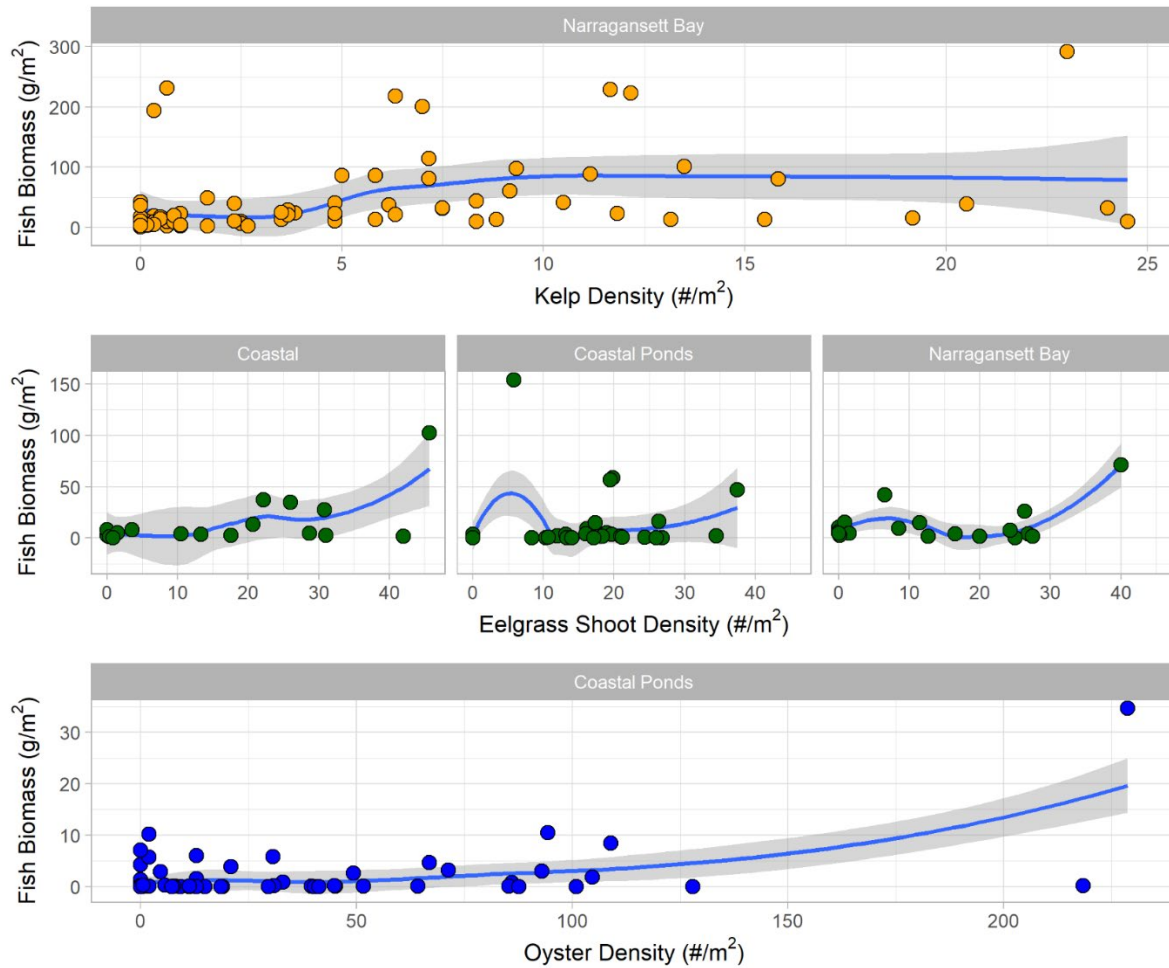 Narragansett Bay
Fish Biomass (g/m²)
300
200
100
0
0 5 10 15 20 25
Kelp Density (#/m²)
Coastal Coastal Ponds Narragansett Bay
Fish Biomass (g/m²)
150
100
50
0
0 10 20 30 40 0 10 20 30 40 0 10 20 30 40
Eelgrass Shoot Density (#/m²)
Coastal Ponds
Fish Biomass (g/m²)
30
20
10
0
0 50 100 150 200
Oyster Density (#/m²)